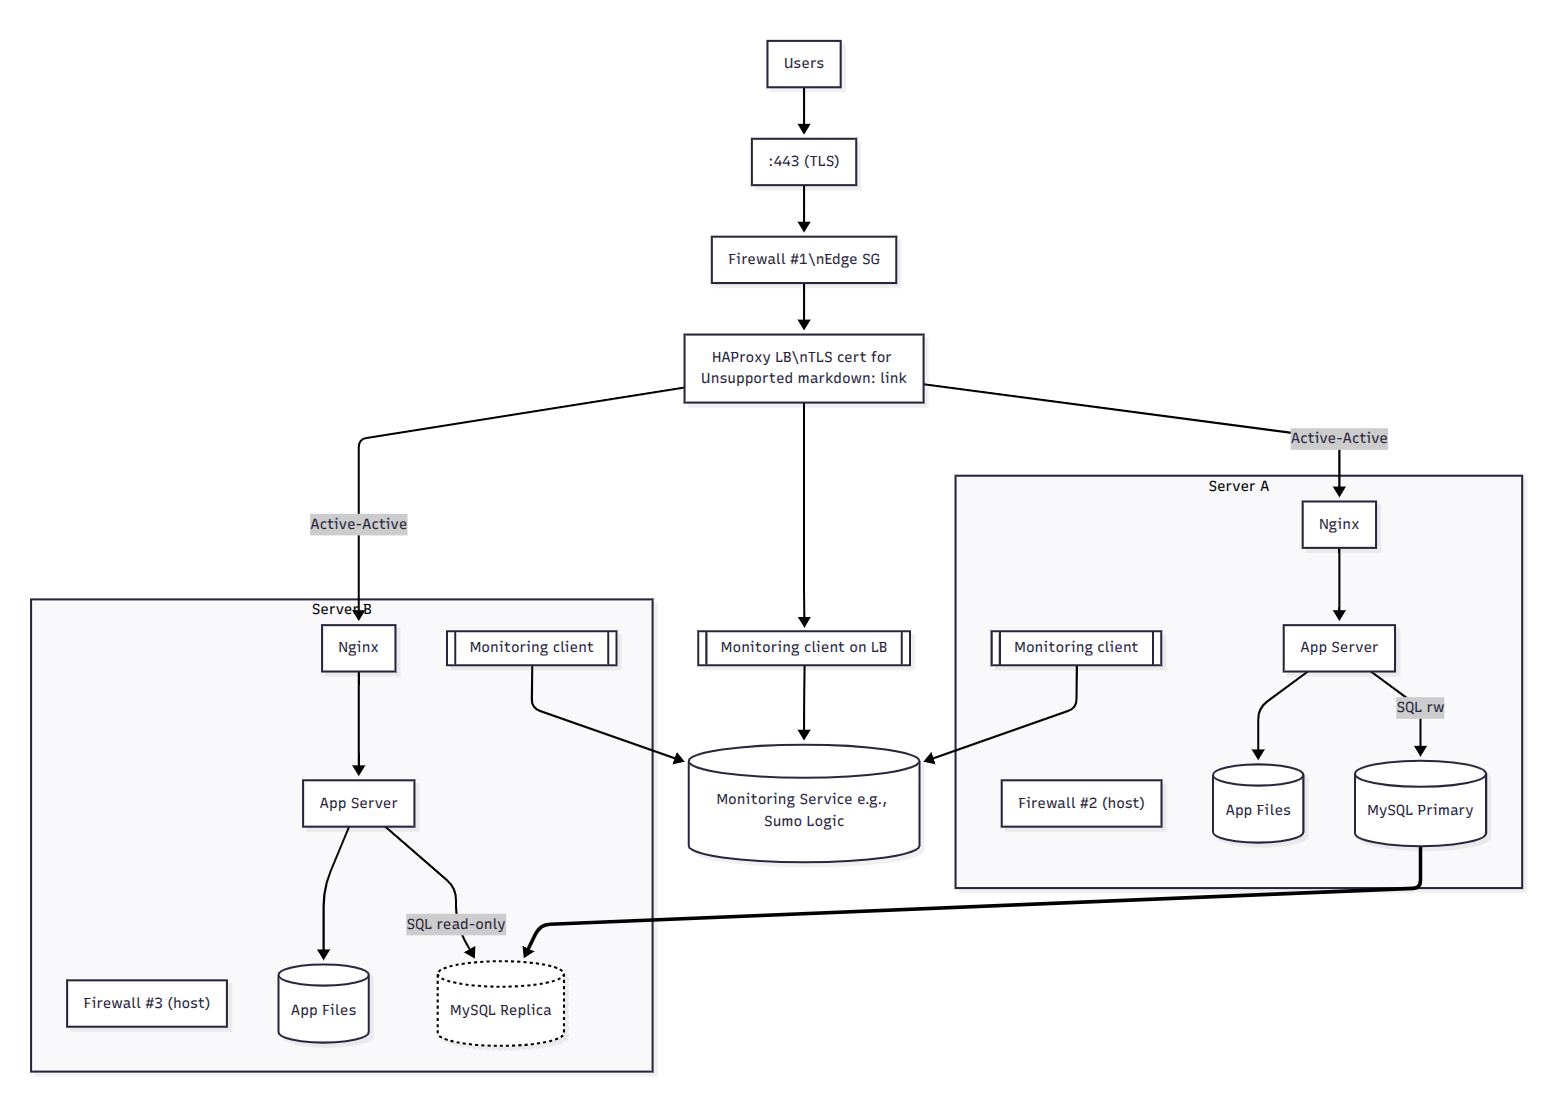 Users
:443 (TLS)
Firewall #1\nEdge SG
HAProxy LB\nTLS cert for
Unsupported markdown: link
Active-Active
Server A
Nginx
Active-Active
Server B
Nginx
Monitoring client
Monitoring client on LB
Monitoring client
App Server
SQL rw
App Server
Monitoring Service e.g.,
Sumo Logic
Firewall #2 (host)
App Files
MySQL Primary
SQL read-only
Firewall #3 (host)
App Files
MySQL Replica